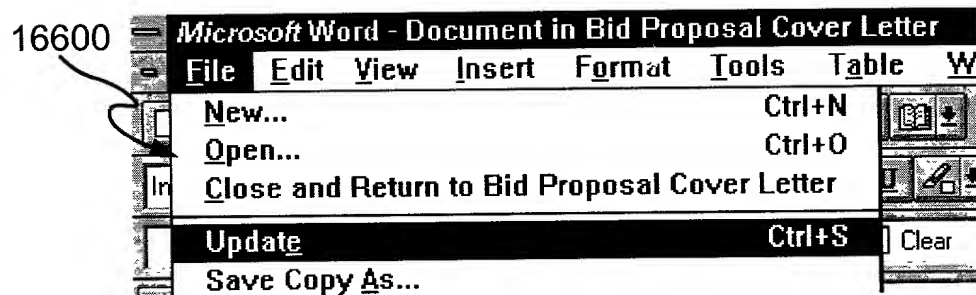 16600
Microsoft Word - Document in Bid Proposal Cover Letter
File Edit View Insert Format Tools Table W
New... Ctrl+N
Open... Ctrl+O
In
Close and Return to Bid Proposal Cover Letter U
Update Ctrl+S Clear
Save Copy As...